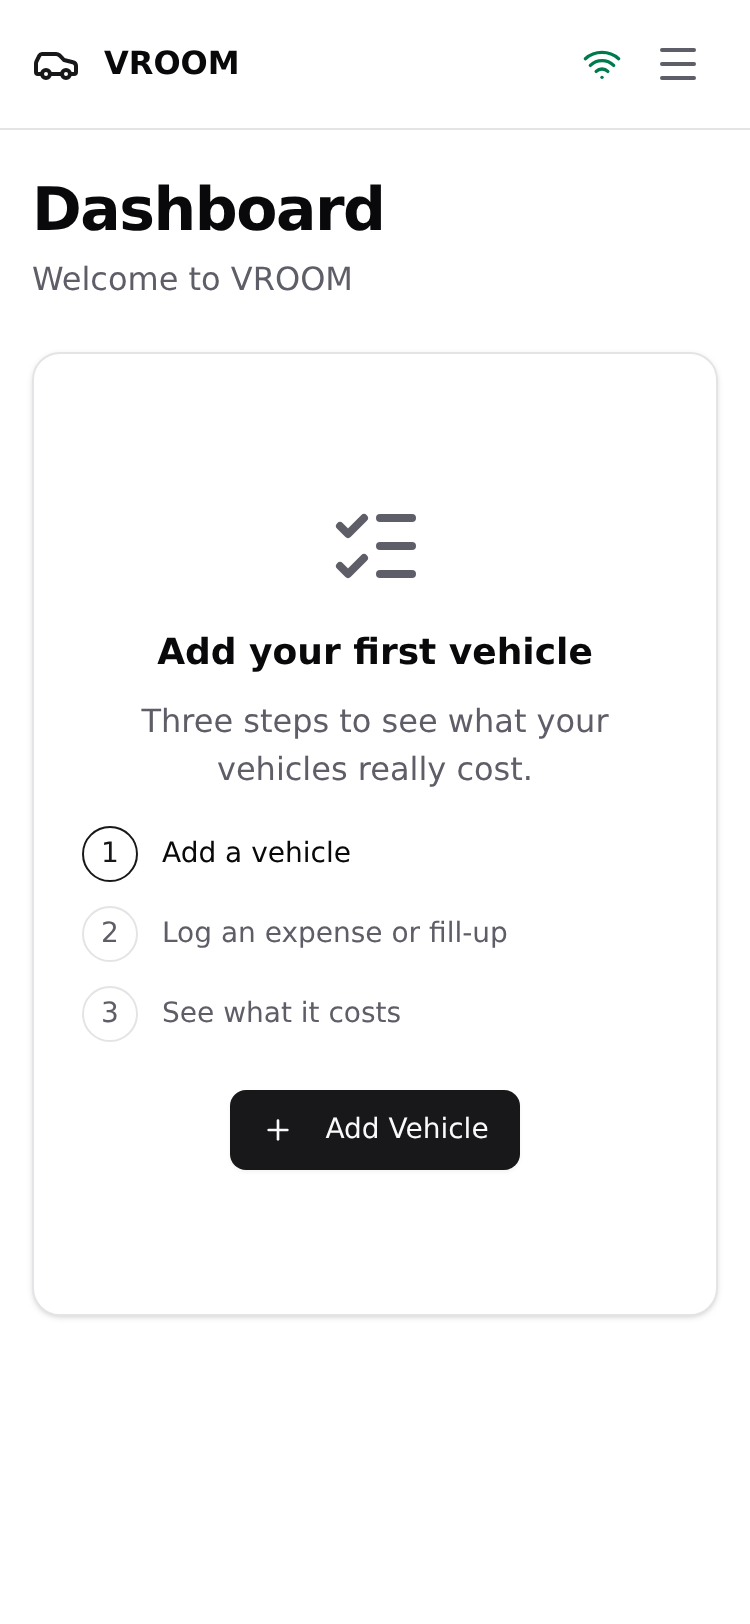 VROOM
Dashboard
Welcome to VROOM
Add your first vehicle
Three steps to see what your
vehicles really cost.
1 Add a vehicle
2 Log an expense or fill-up
3 See what it costs
Add Vehicle